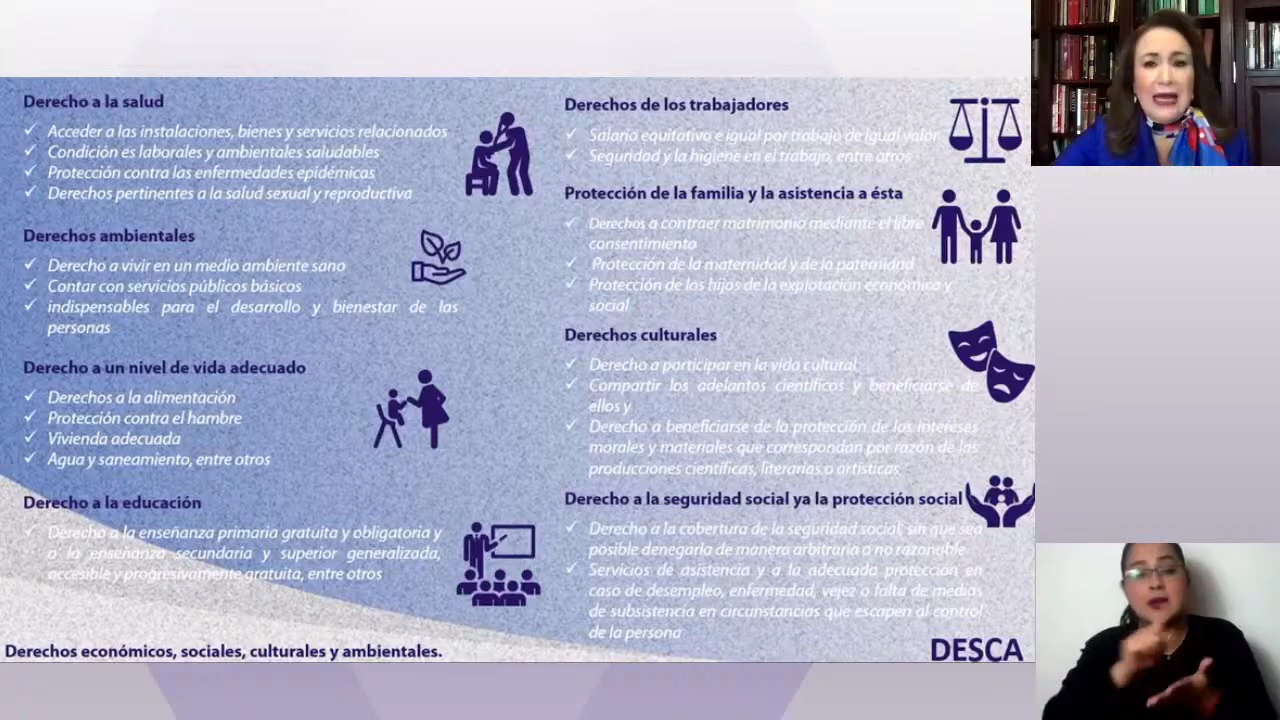 Derecho a la salud
Acceder a las instalaciones, bienes y servicios relacionados
Condición es laborales y ambientales saludables
Protección contra las enfermedades epidémicas
Derechos pertinentes a la salud sexual y reproductiva
Derechos ambientales
Derecho a vivir en un medio ambiente sano
Contar con servicios públicos básicos
indispensables para el desarrollo y bienestar de las
personas
Derecho a un nivel de vida adecuado
Derechos a la alimentación
Protección contra el hambre
Vivienda adecuada
Agua y saneamiento, entre otros
Derecho a la educación
Derecho a la enseñanza primaria gratuita y obligatoria y
a la enseñanza secundaria y superior generalizada,
accesible y progresivamente gratuita, entre otros
Derechos económicos, sociales, culturales y ambientales.
Derechos de los trabajadores
Salario equitativo e igual por trabajo de igual valor
Seguridad y la higiene en el trabajo, entre otros
Protección de la familia y la asistencia a ésta
Derechos a contraer matrimonio mediante el libre
consentimiento
Protección de la maternidad y de la paternidad
Protección de los hijos de la explotación económica y
social
Derechos culturales
Derecho a participar en la vida cultural
Compartir los adelantos científicos y beneficiarse de
ellos y
Derecho a beneficiarse de la protección de los intereses
morales y materiales que correspondan por razón de las
producciones científicas, literarias o artísticas.
Derecho a la seguridad social ya la protección social
Derecho a la cobertura de la seguridad social, sin que sea
posible denegarla de manera arbitraria o no razonable
Servicios de asistencia y a la adecuada protección en
caso de desempleo, enfermedad, vejez o falta de medios
de subsistencia en circunstancias que escapen al control
de la persona
DESCA